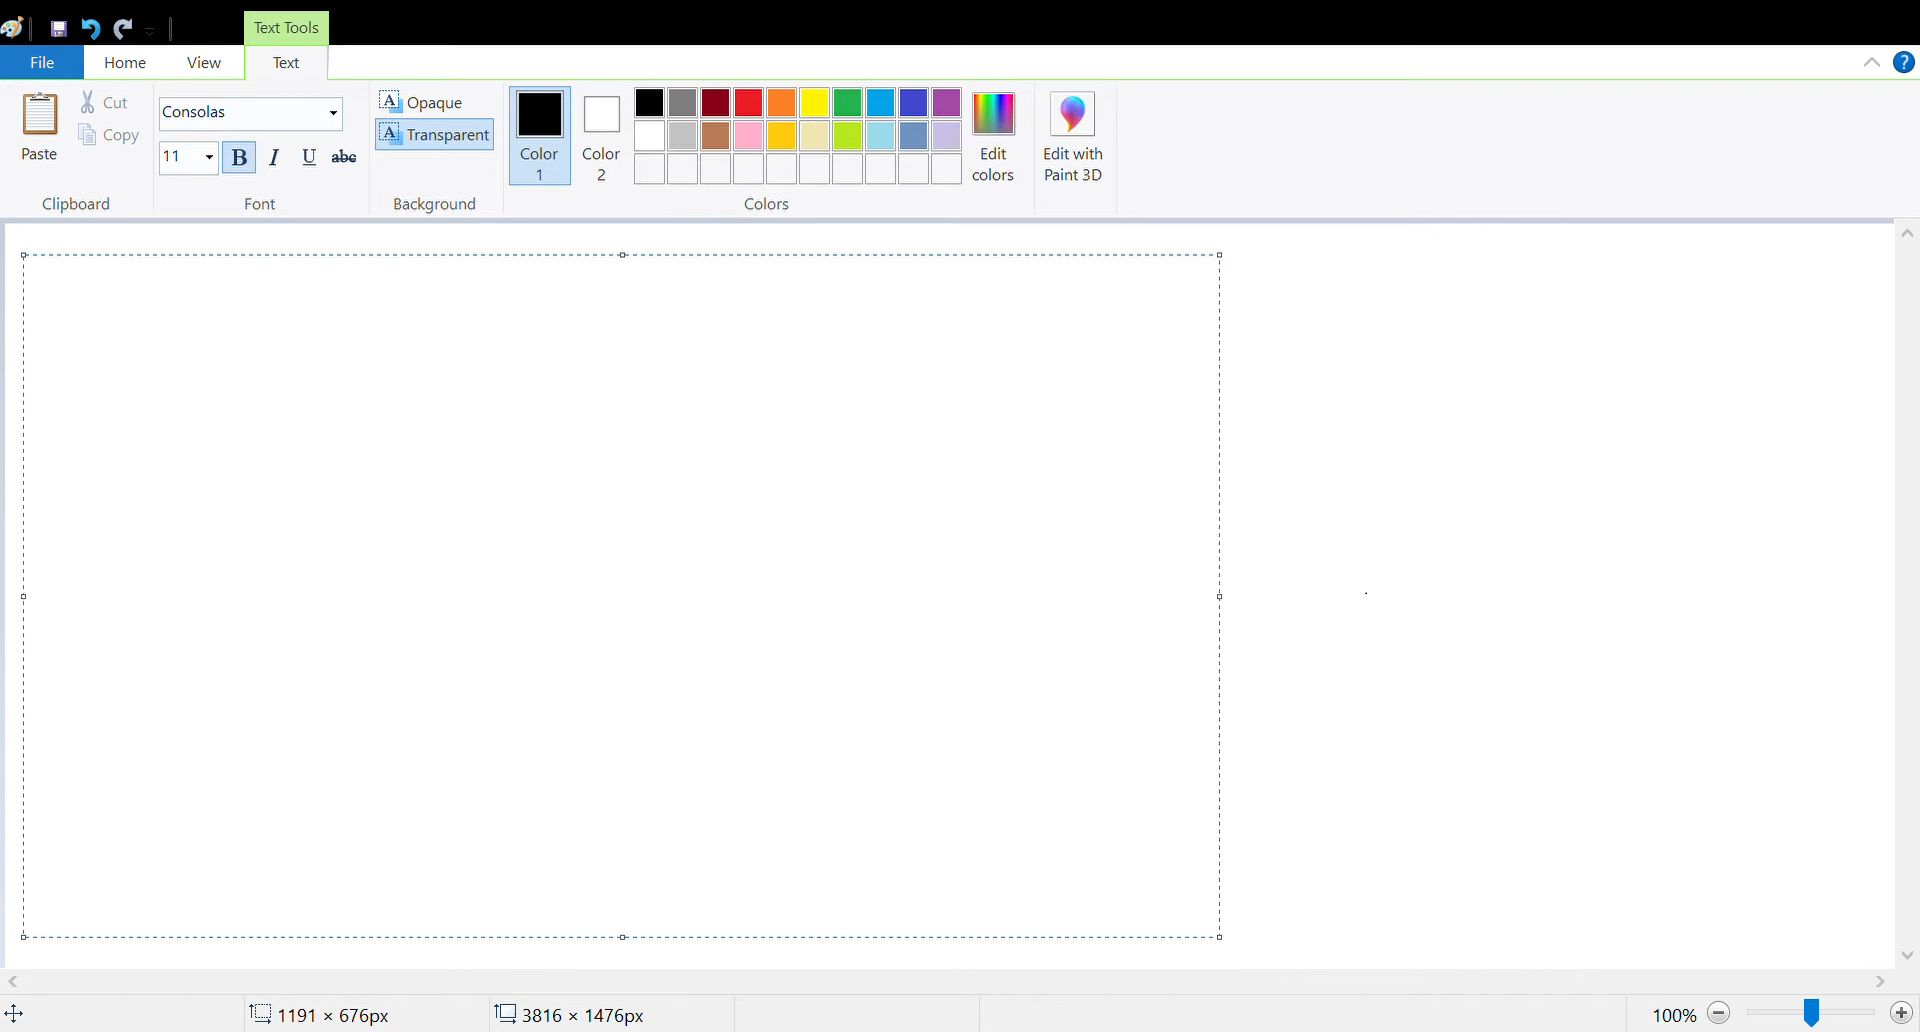 Text Tools
File Home View Text
Paste Cut Copy
Clipboard
Consolas
11 B I U abc
Font
Opaque
Transparent
Background
Color 1
Color 2
Edit colors
Colors
Edit with Paint 3D
1191 × 676px
3816 × 1476px
100%